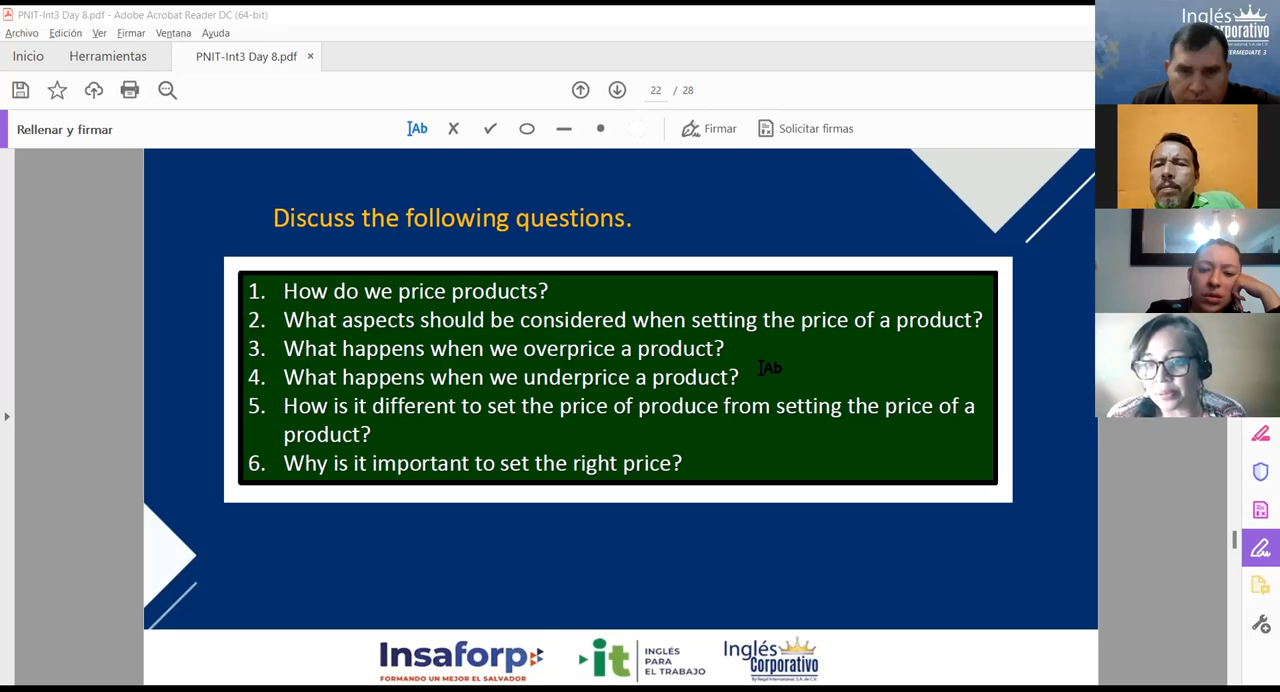 PNIT-Int3 Day 8.pdf - Adobe Acrobat Reader DC (64-bit)
Archivo Edición Ver Firmar Ventana Ayuda
Inicio Herramientas PNIT-Int3 Day 8.pdf ×
22 / 28
Rellenar y firmar
Ab
Firmar
Solicitar firmas
Discuss the following questions.
1. How do we price products?
2. What aspects should be considered when setting the price of a product?
3. What happens when we overprice a product?
4. What happens when we underprice a product?
Ab
5. How is it different to set the price of produce from setting the price of a
product?
6. Why is it important to set the right price?
Insaforp
FORMANDO UN MEJOR EL SALVADOR
it
INGLÉS
PARA
EL TRABAJO
Inglés
Corporativo
Inglés
INTERMEDIATE 3